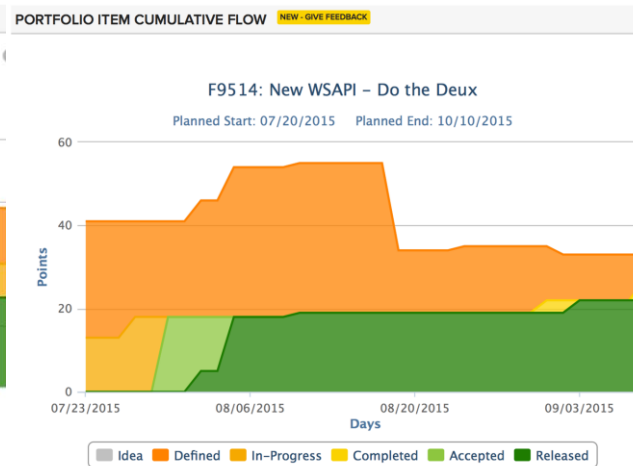 PORTFOLIO ITEM CUMULATIVE FLOW NEW - GIVE FEEDBACK
F9514: New WSAPI – Do the Deux
Planned Start: 07/20/2015 Planned End: 10/10/2015
60
40
20
0
Points
07/23/2015 08/06/2015 08/20/2015 09/03/2015
Days
Idea Defined In-Progress Completed Accepted Released